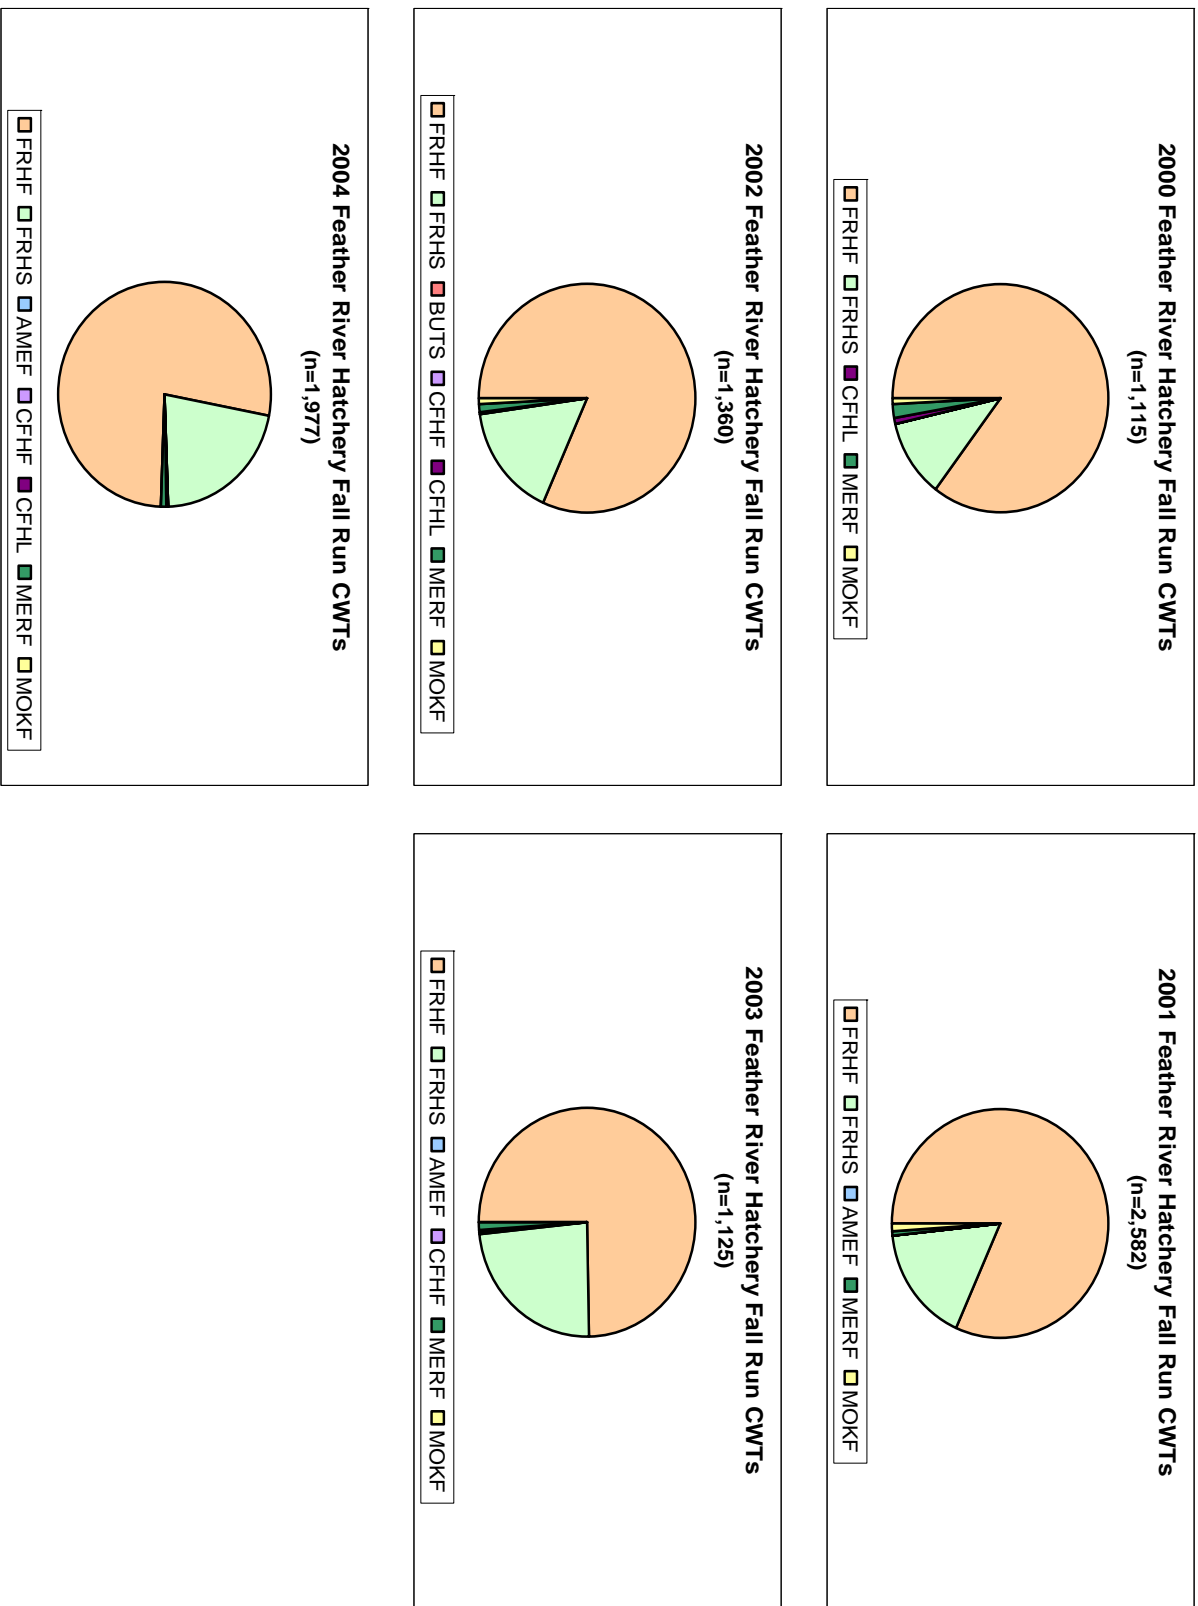 2000 Feather River Hatchery Fall Run CWTs
(n=1,115)
FRHF FRHS CFHL MERF MOKF
2001 Feather River Hatchery Fall Run CWTs
(n=2,582)
FRHF FRHS AMEF MERF MOKF
2002 Feather River Hatchery Fall Run CWTs
(n=1,360)
FRHF FRHS BUTS CFHF CFHL MERF MOKF
2003 Feather River Hatchery Fall Run CWTs
(n=1,125)
FRHF FRHS AMEF CFHF MERF MOKF
2004 Feather River Hatchery Fall Run CWTs
(n=1,977)
FRHF FRHS AMEF CFHF CFHL MERF MOKF